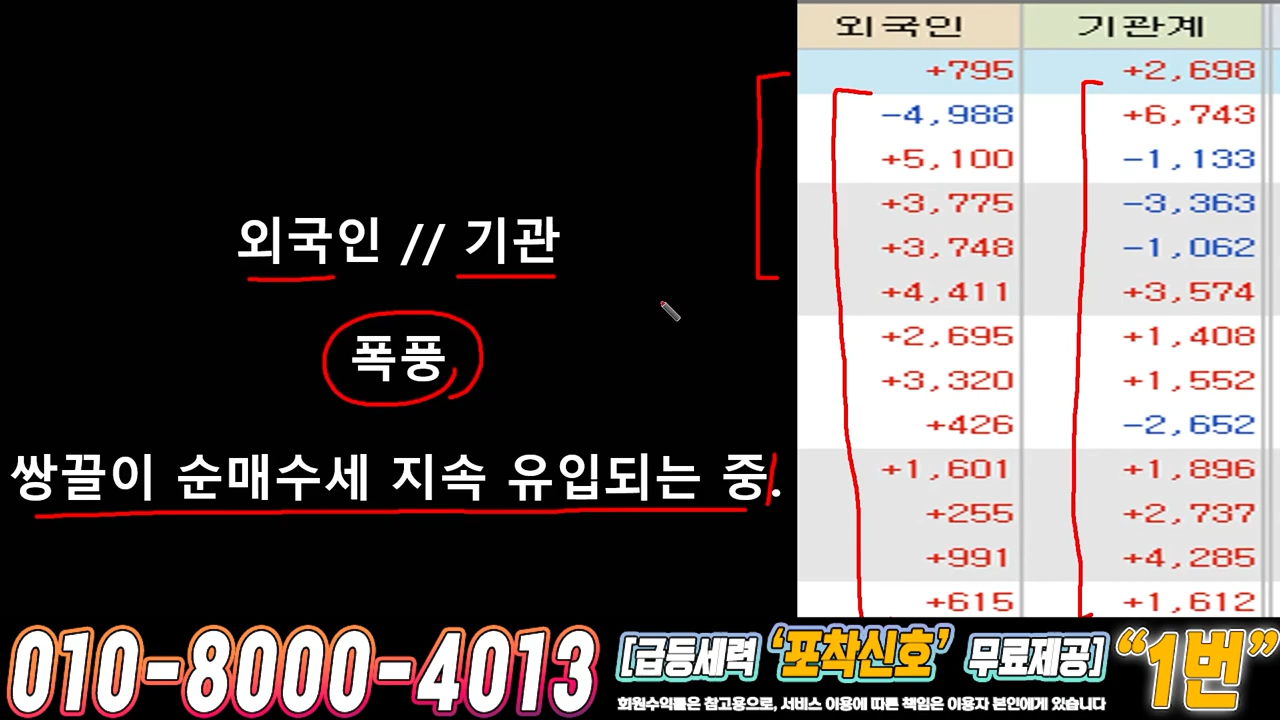 외국인 // 기관
폭풍
쌍끌이 순매수세 지속 유입되는 중.
외국인 기관계
+795 +2,698
-4,988 +6,743
+5,100 -1,133
+3,775 -3,363
+3,748 -1,062
+4,411 +3,574
+2,695 +1,408
+3,320 +1,552
+426 -2,652
+1,601 +1,896
+255 +2,737
+991 +4,285
+615 +1,612
010-8000-4013 [급등세력 '포착신호' 무료제공] "1번"
회원수익률은 참고용으로, 서비스 이용에 따른 책임은 이용자 본인에게 있습니다